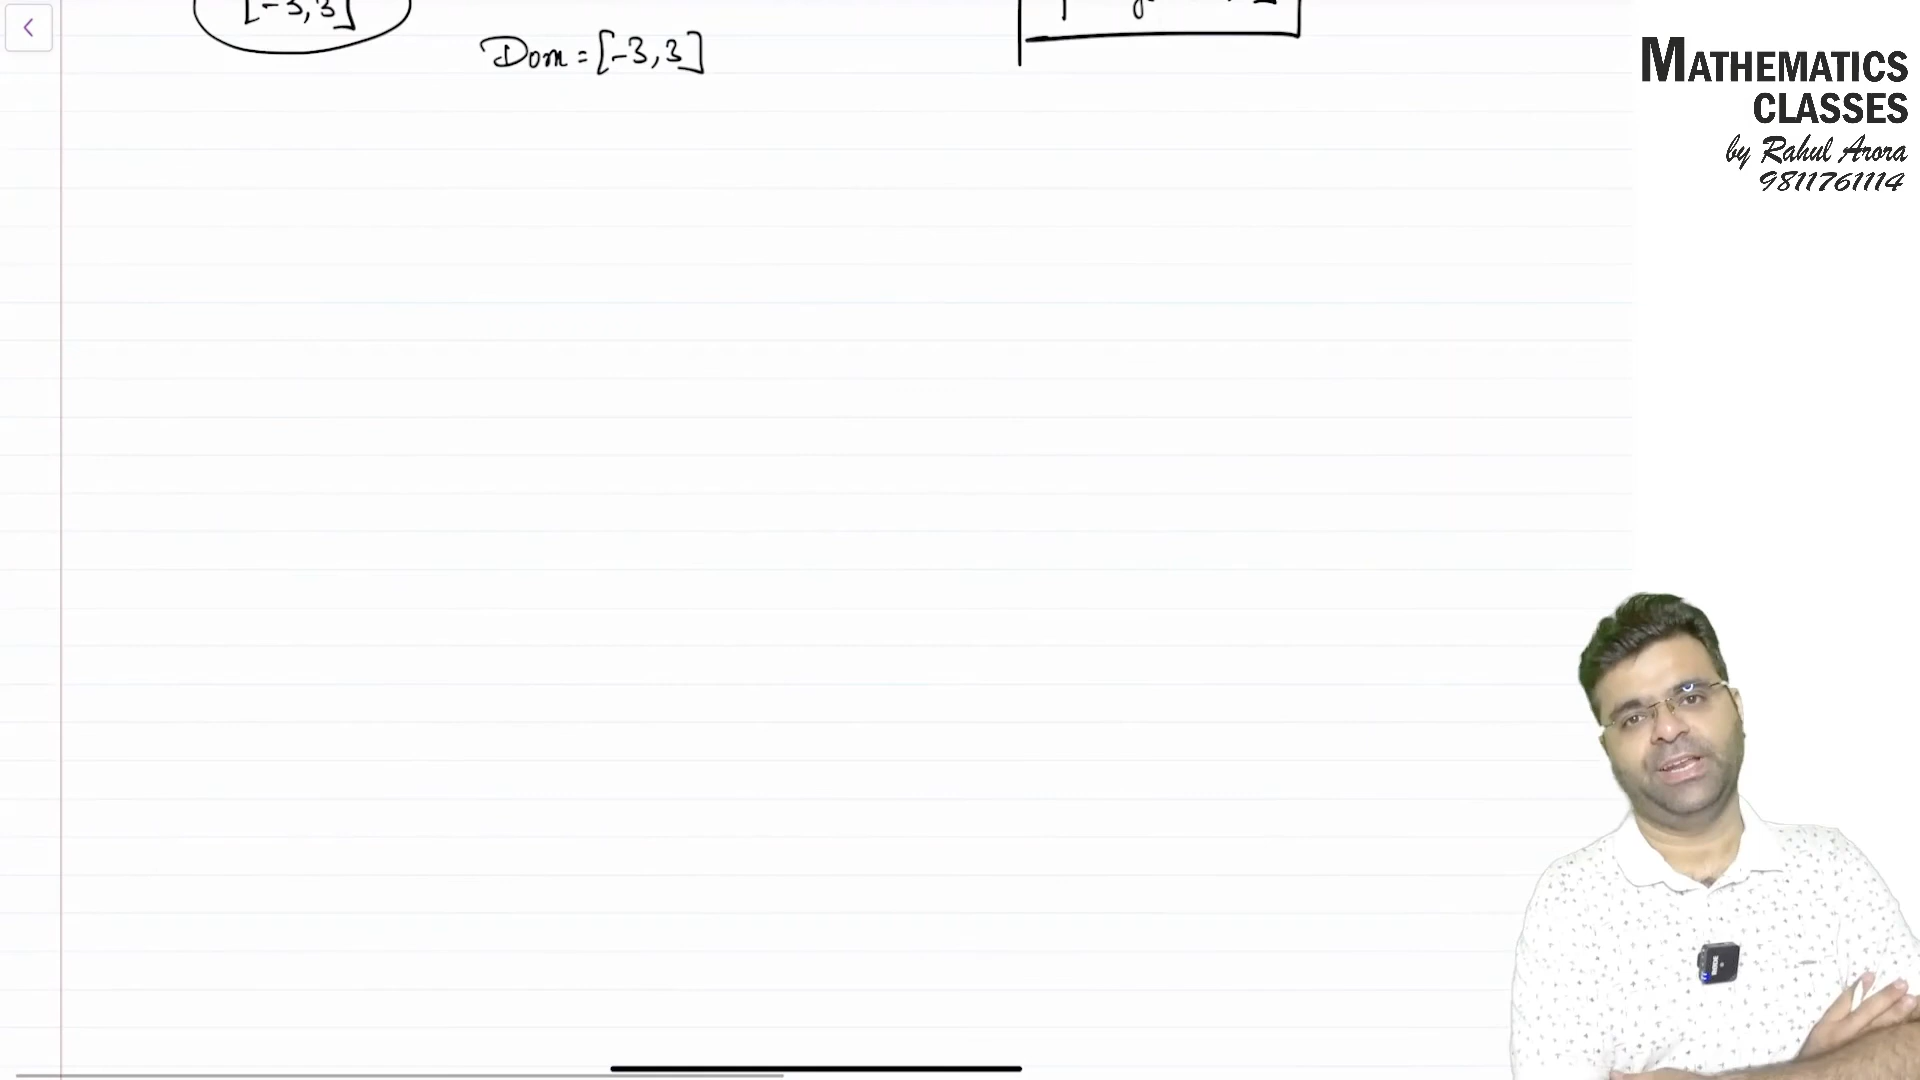 [-3,3]
Dom = [-3,3]
MATHEMATICS
CLASSES
by Rahul Arora
9811761114